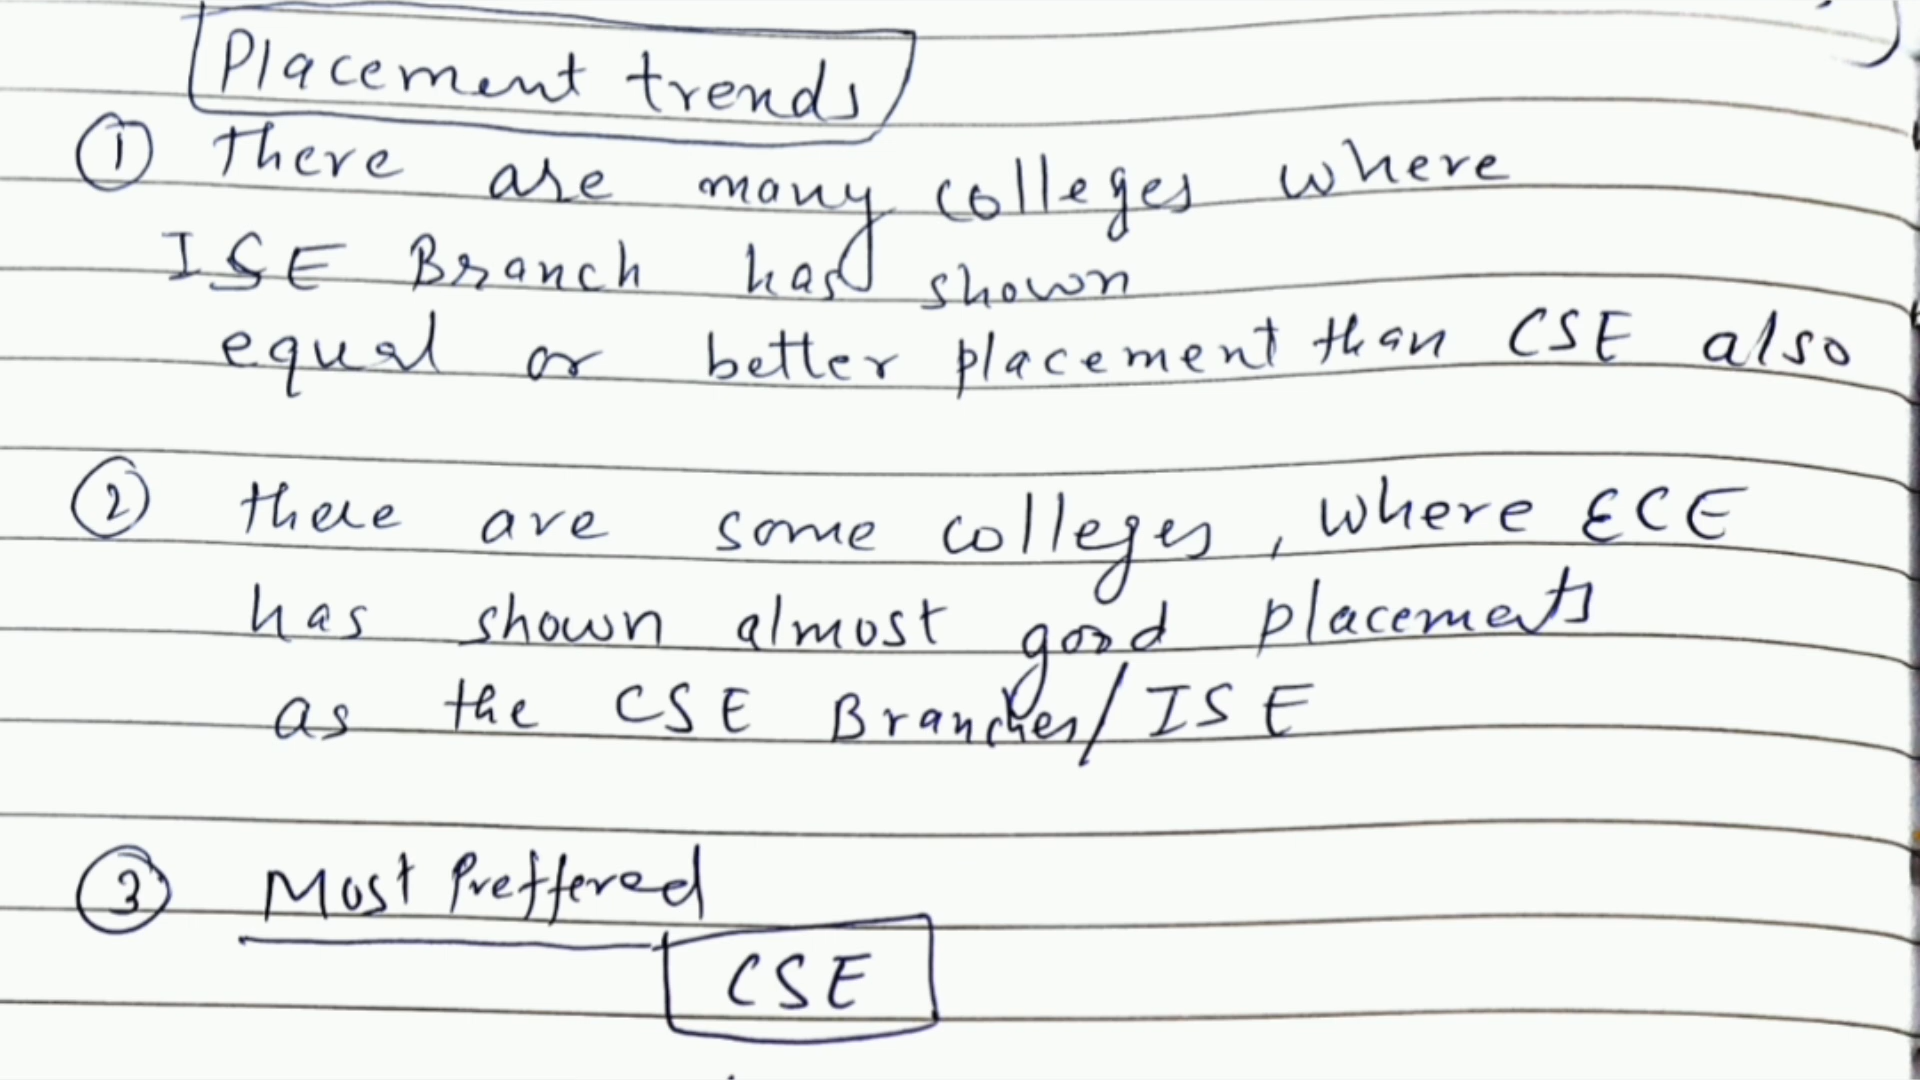 Placement trends
① there are many colleges where
ISE Branch has shown
equal or better placement than CSE also
② there are some colleges, where ECE
has shown almost good placements
as the CSE Branches/ISE
③ Most Preffered
CSE